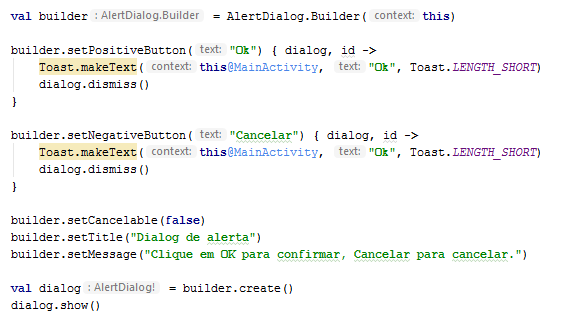 val builder : AlertDialog.Builder = AlertDialog.Builder( context: this)
builder.setPositiveButton( text: "Ok") { dialog, id ->
Toast.makeText( context: this@MainActivity, text: "Ok", Toast.LENGTH_SHORT)
dialog.dismiss()
}
builder.setNegativeButton( text: "Cancelar") { dialog, id ->
Toast.makeText( context: this@MainActivity, text: "Ok", Toast.LENGTH_SHORT)
dialog.dismiss()
}
builder.setCancelable(false)
builder.setTitle("Dialog de alerta")
builder.setMessage("Clique em OK para confirmar, Cancelar para cancelar.")
val dialog : AlertDialog! = builder.create()
dialog.show()